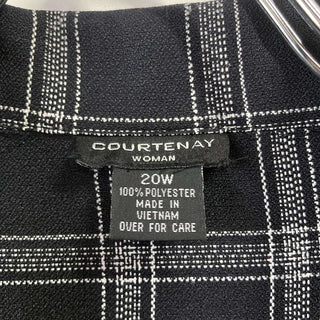 COURTENAY
WOMAN
20W
100% POLYESTER
MADE IN
VIETNAM
OVER FOR CARE